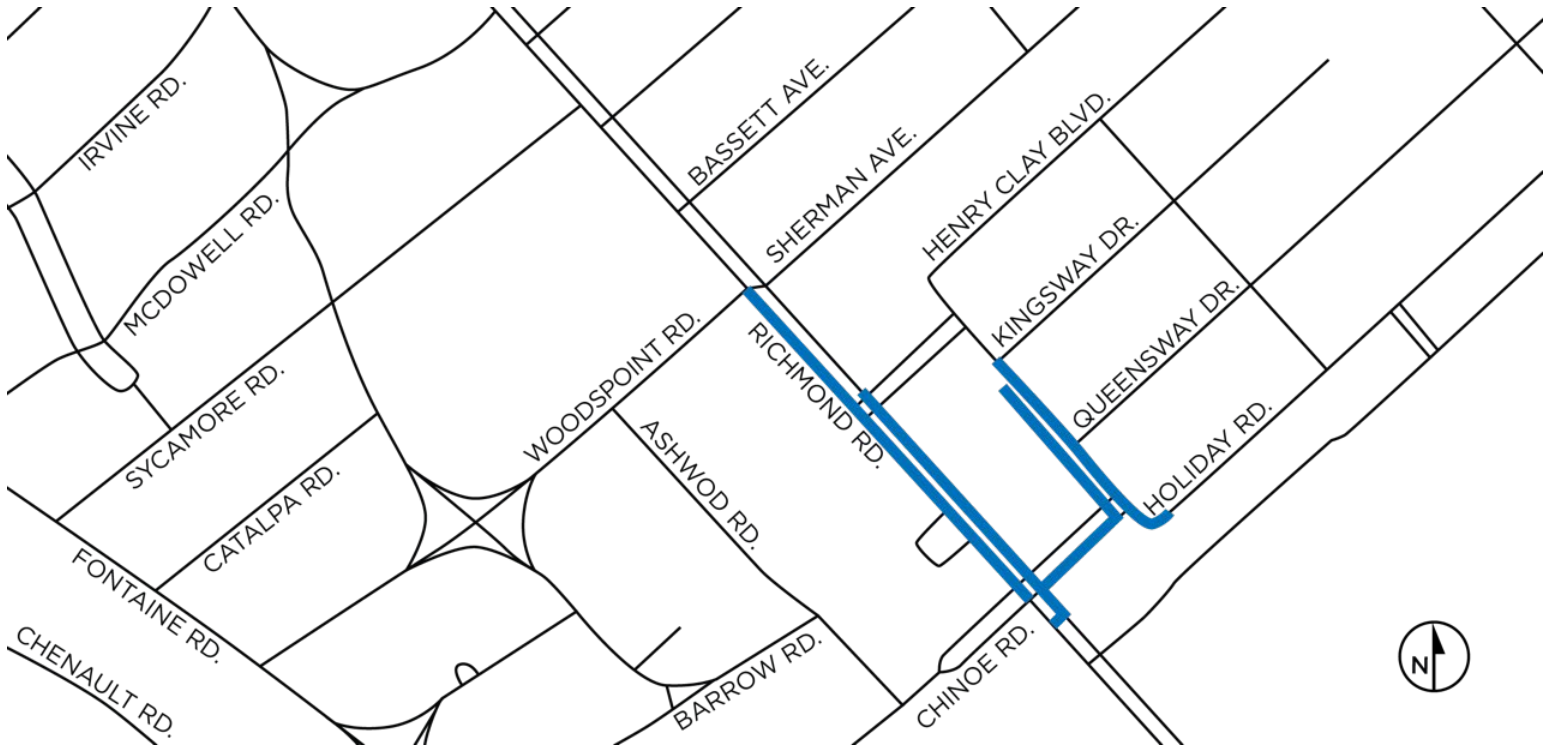 IRVINE RD.
BASSETT AVE.
SHERMAN AVE.
HENRY CLAY BLVD.
MCDOWELL RD.
KINGSWAY DR.
QUEENSWAY DR.
WOODSPOINT RD.
RICHMOND RD.
SYCAMORE RD.
ASHWOD RD.
HOLIDAY RD.
CATALPA RD.
FONTAINE RD.
CHENAULT RD.
BARROW RD.
CHINOE RD.
N